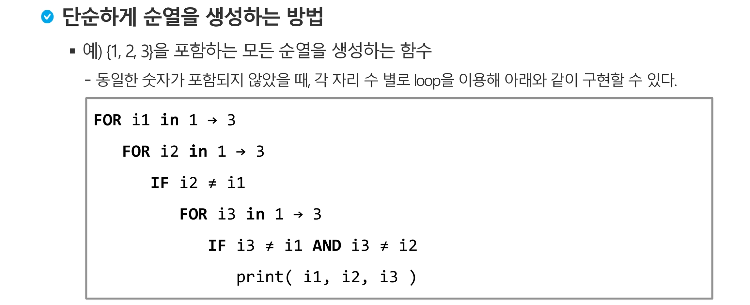 단순하게 순열을 생성하는 방법
▪ 예) {1, 2, 3}을 포함하는 모든 순열을 생성하는 함수
- 동일한 숫자가 포함되지 않았을 때, 각 자리 수 별로 loop을 이용해 아래와 같이 구현할 수 있다.
FOR i1 in 1 → 3
FOR i2 in 1 → 3
IF i2 ≠ i1
FOR i3 in 1 → 3
IF i3 ≠ i1 AND i3 ≠ i2
print( i1, i2, i3 )